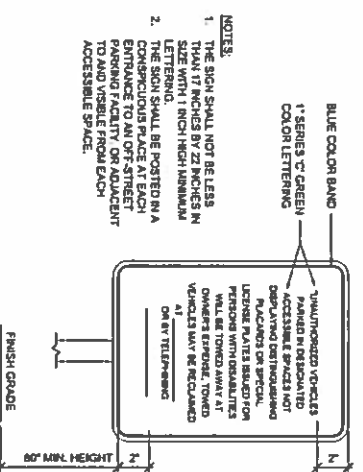 BLUE COLOR BAND
1" SERIES 'C' GREEN
COLOR LETTERING
"UNAUTHORIZED VEHICLES
PARKED IN DESIGNATED
ACCESSIBLE SPACES NOT
DISPLAYING DISTINGUISHING
PLACARDS OR SPECIAL
LICENSE PLATES ISSUED FOR
PERSONS WITH DISABILITIES
WILL BE TOWED AWAY AT
OWNER'S EXPENSE, TOWED
VEHICLES MAY BE RECLAIMED
AT
OR BY TELEPHONING
2"
2"
80" MIN. HEIGHT
FINISH GRADE
NOTES:
1. THE SIGN SHALL NOT BE LESS
THAN 17 INCHES BY 22 INCHES IN
SIZE WITH 1 INCH HIGH MINIMUM
LETTERING.
2. THE SIGN SHALL BE POSTED IN A
CONSPICUOUS PLACE AT EACH
ENTRANCE TO AN OFF-STREET
PARKING FACILITY, OR ADJACENT
TO AND VISIBLE FROM EACH
ACCESSIBLE SPACE.